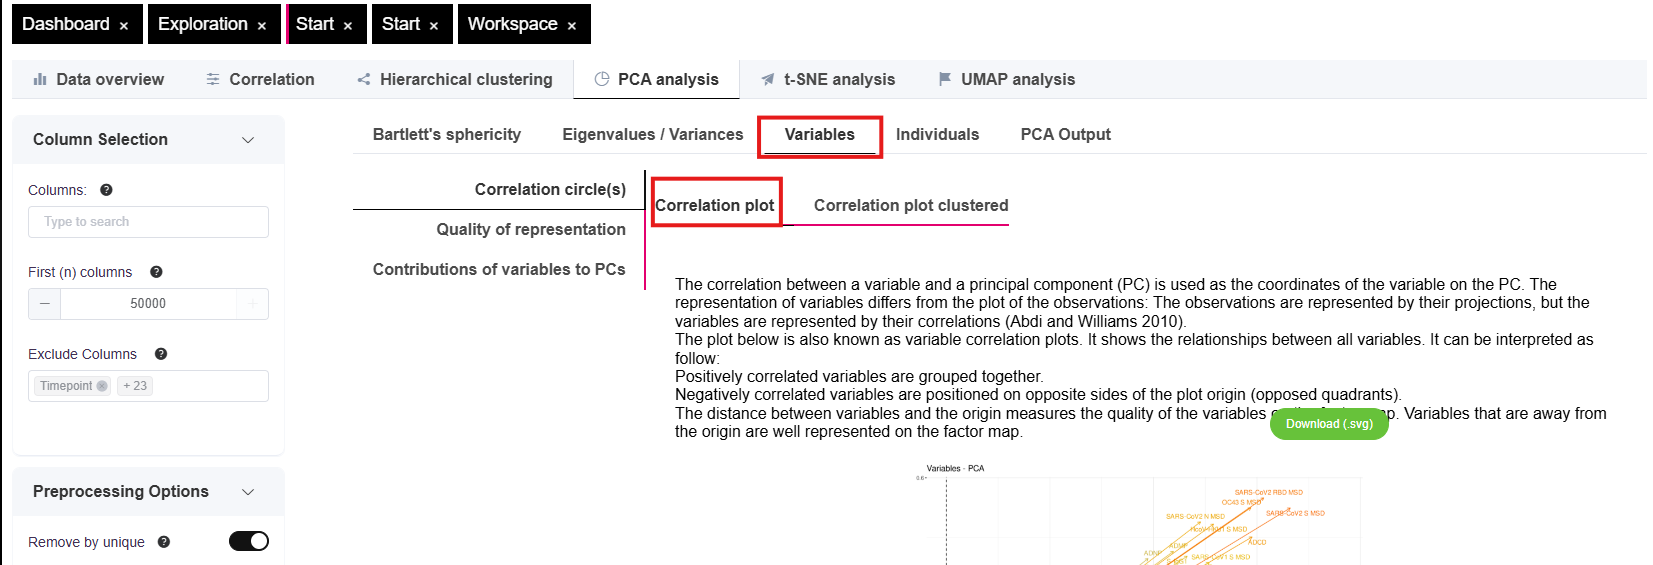 Dashboard × Exploration × Start × Start × Workspace ×
Data overview Correlation Hierarchical clustering PCA analysis t-SNE analysis UMAP analysis
Column Selection
Columns: ?
Type to search
First (n) columns ?
— 50000 +
Exclude Columns ?
Timepoint + 23
Preprocessing Options
Remove by unique ?
Bartlett's sphericity Eigenvalues / Variances Variables Individuals PCA Output
Correlation circle(s)
Quality of representation
Contributions of variables to PCs
Correlation plot Correlation plot clustered
The correlation between a variable and a principal component (PC) is used as the coordinates of the variable on the PC. The
representation of variables differs from the plot of the observations: The observations are represented by their projections, but the
variables are represented by their correlations (Abdi and Williams 2010).
The plot below is also known as variable correlation plots. It shows the relationships between all variables. It can be interpreted as
follow:
Positively correlated variables are grouped together.
Negatively correlated variables are positioned on opposite sides of the plot origin (opposed quadrants).
The distance between variables and the origin measures the quality of the variables p. Variables that are away from
the origin are well represented on the factor map.
Download (.svg)
Variables - PCA
0.6
SARS-CoV2 RBD MSD
OC43 S MSD
SARS-CoV2 S MSD
SARS-CoV2 N MSD
ADCD
SARS-CoV1 S MSD